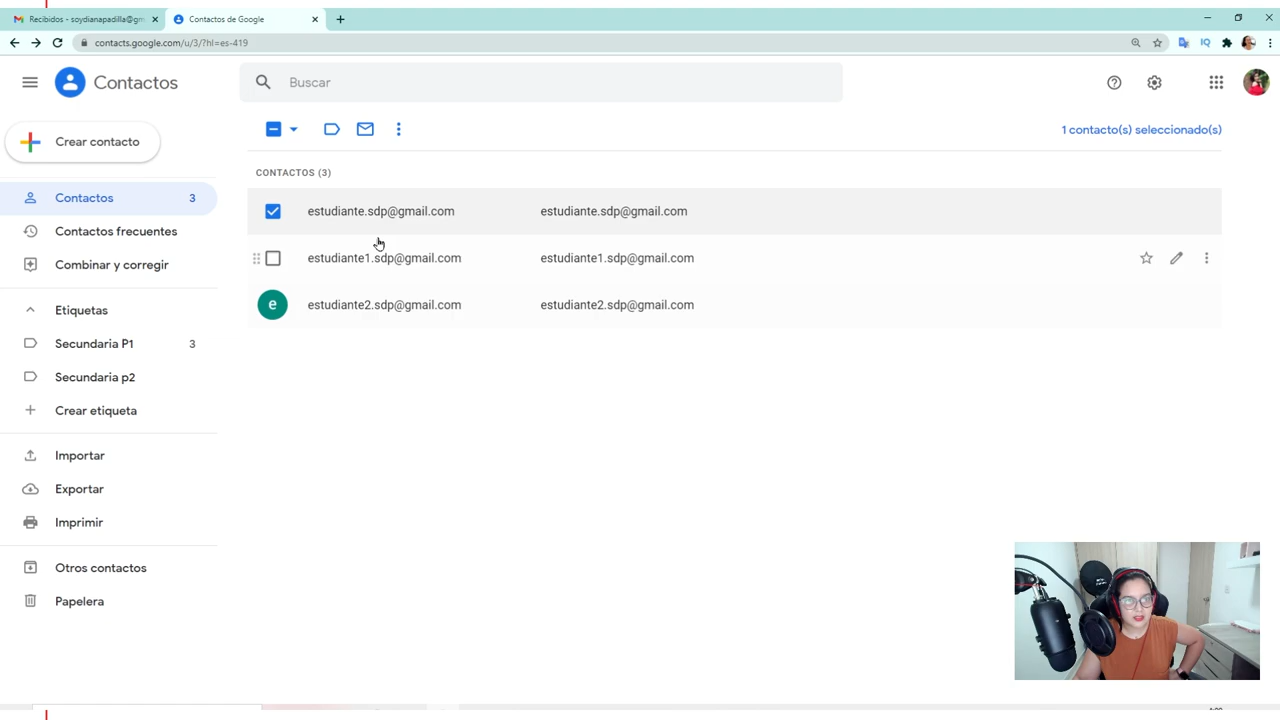 Recibidos - soydianapadilla@gm
Contactos de Google
contacts.google.com/u/3/?hl=es-419
Contactos
Buscar
Crear contacto
1 contacto(s) seleccionado(s)
CONTACTOS (3)
Contactos 3
estudiante.sdp@gmail.com estudiante.sdp@gmail.com
Contactos frecuentes
estudiante1.sdp@gmail.com estudiante1.sdp@gmail.com
Combinar y corregir
e estudiante2.sdp@gmail.com estudiante2.sdp@gmail.com
Etiquetas
Secundaria P1 3
Secundaria p2
Crear etiqueta
Importar
Exportar
Imprimir
Otros contactos
Papelera